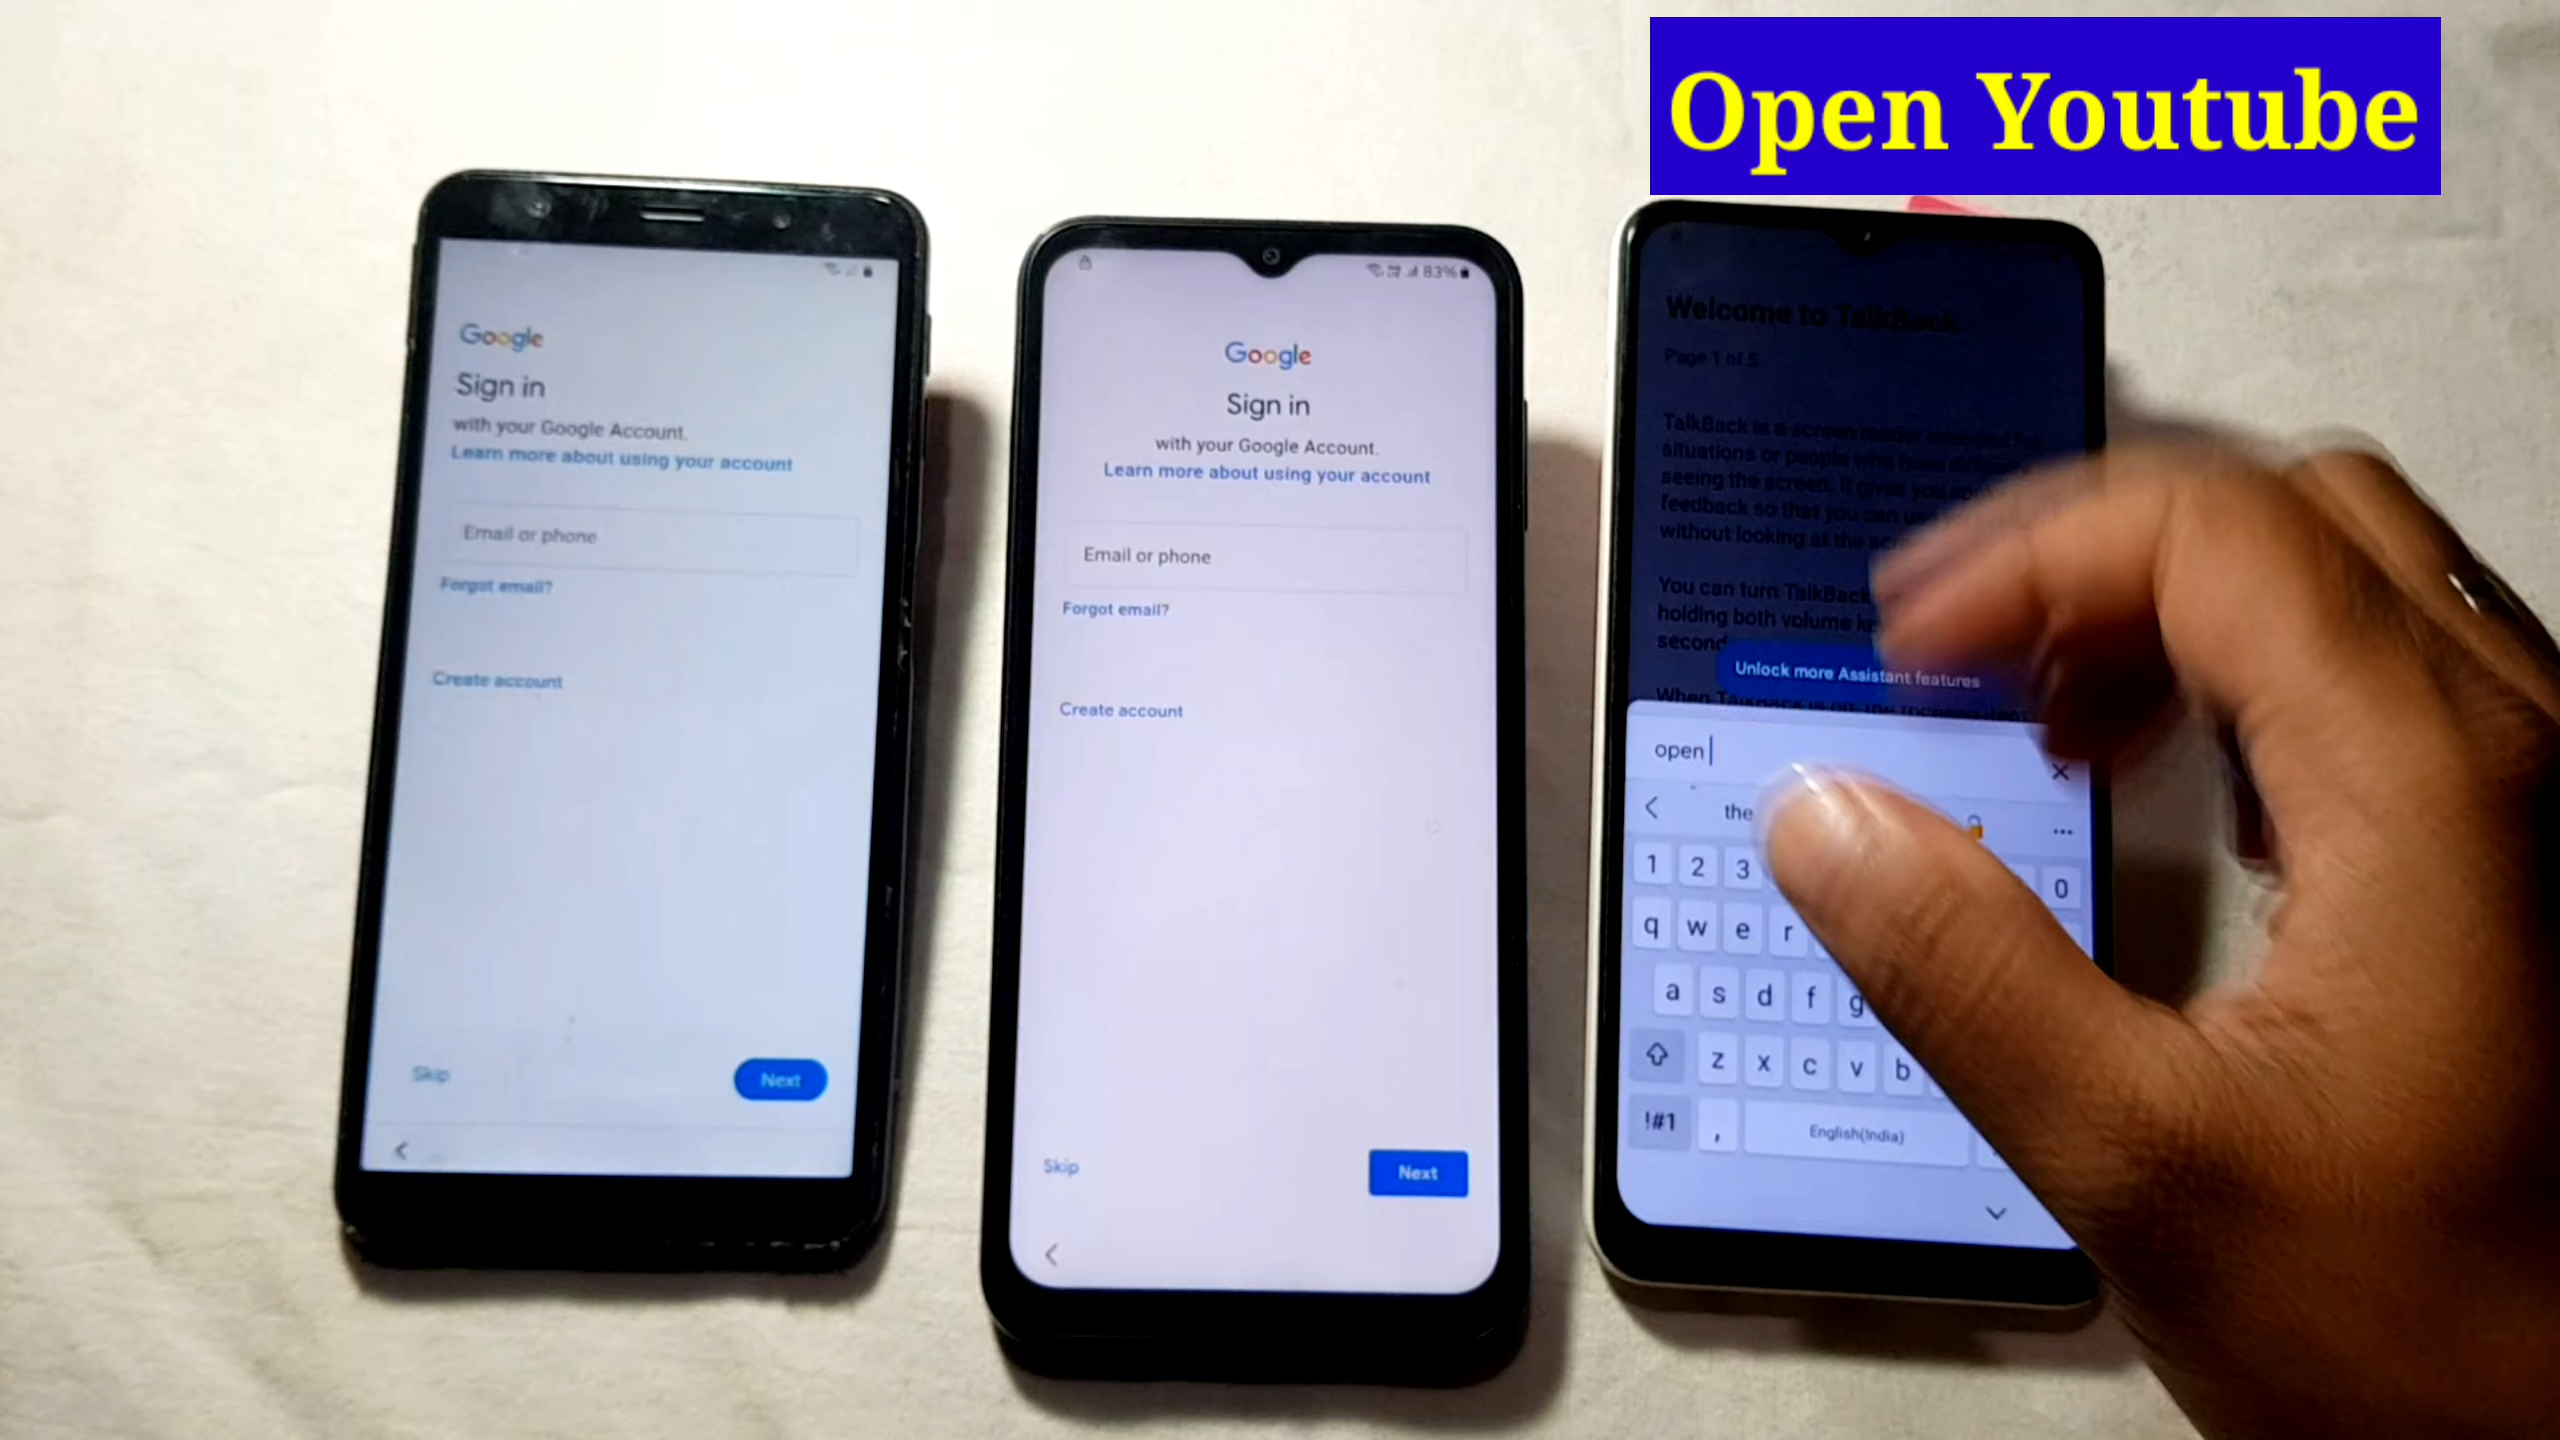 Open Youtube
Google
Sign in
with your Google Account.
Learn more about using your account
Email or phone
Forgot email?
Create account
Skip
Next
83%
Google
Sign in
with your Google Account.
Learn more about using your account
Email or phone
Forgot email?
Create account
Skip
Next
Welcome to TalkBack
Page 1 of 5
TalkBack is a screen reader
situations or people who have
seeing the screen. It gives you
feedback so that you can
without looking at the
You can turn TalkBack
holding both volume
second
Unlock more Assistant features
When TalkBack is on, the
open
the
1 2 3 0
q w e r
a s d f g
z x c v b
!#1 , English(India)